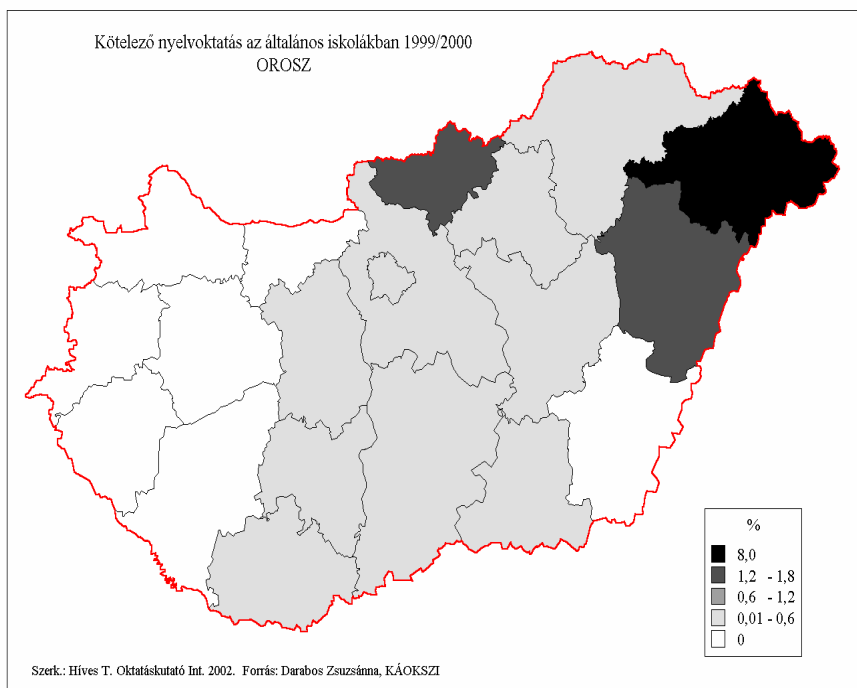 Kötelező nyelvoktatás az általános iskolákban 1999/2000
OROSZ
%
8,0
1,2 - 1,8
0,6 - 1,2
0,01 - 0,6
0
Szerk.: Híves T. Oktatáskutató Int. 2002. Forrás: Darabos Zsuzsánna, KÁOKSZI